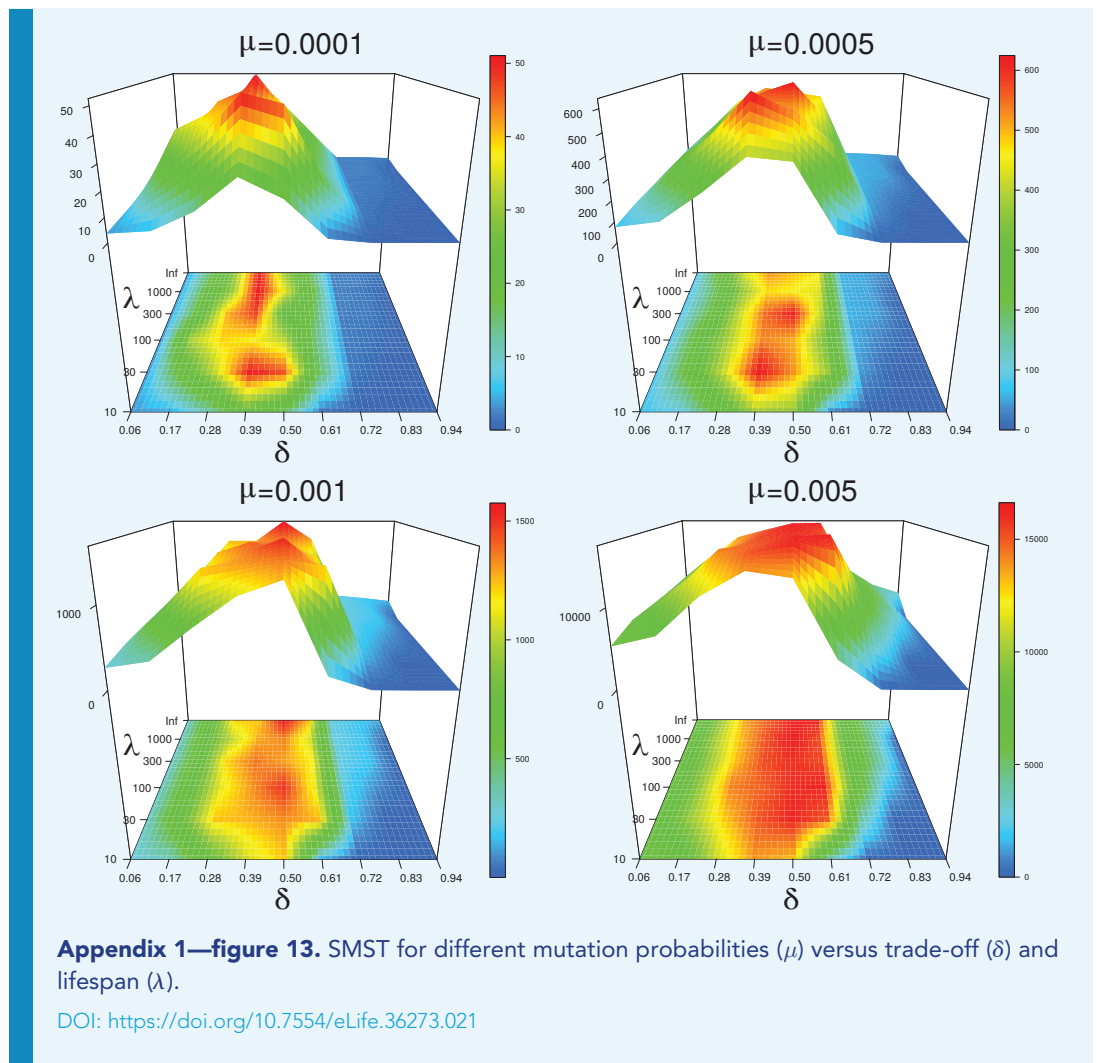 μ=0.0001
50
40
30
20
10
0
50
40
30
20
10
0
λ
Inf
1000
300
100
30
10
0.06 0.17 0.28 0.39 0.50 0.61 0.72 0.83 0.94
δ
μ=0.0005
600
500
400
300
200
100
0
600
500
400
300
200
100
0
λ
Inf
1000
300
100
30
10
0.06 0.17 0.28 0.39 0.50 0.61 0.72 0.83 0.94
δ
μ=0.001
1000
0
1500
1000
500
λ
Inf
1000
300
100
30
10
0.06 0.17 0.28 0.39 0.50 0.61 0.72 0.83 0.94
δ
μ=0.005
10000
0
15000
10000
5000
0
λ
Inf
1000
300
100
30
10
0.06 0.17 0.28 0.39 0.50 0.61 0.72 0.83 0.94
δ
Appendix 1—figure 13. SMST for different mutation probabilities (μ) versus trade-off (δ) and
lifespan (λ).
DOI: https://doi.org/10.7554/eLife.36273.021